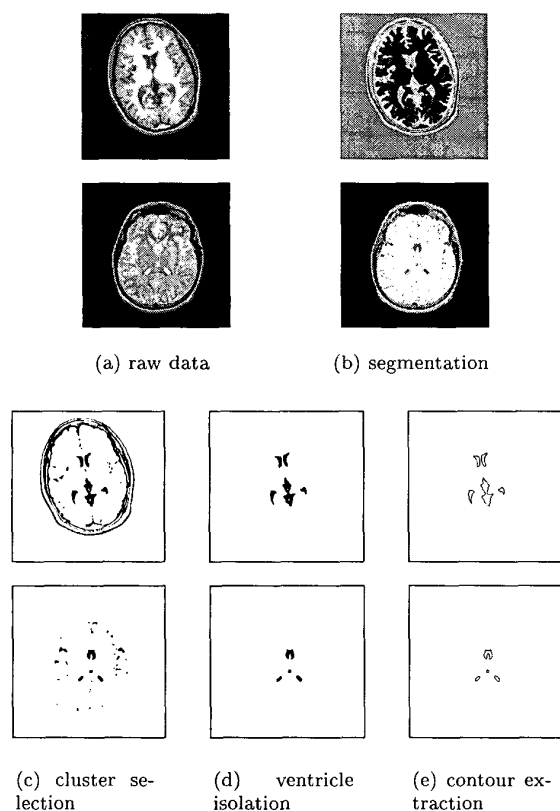 (a) raw data
(b) segmentation
(c) cluster se-
lection
(d) ventricle
isolation
(e) contour ex-
traction